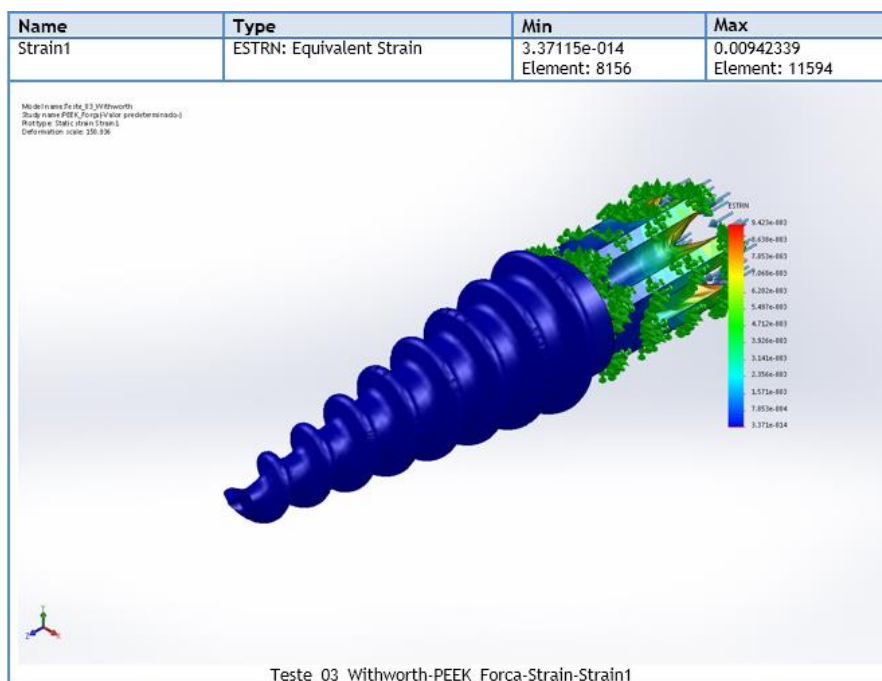 Name Type Min Max
Strain1 ESTRN: Equivalent Strain 3.37115e-014 0.00942339
Element: 8156 Element: 11594
Model name:Teste_03_Withworth
Study name:PEEK_Força(-Valor predeterminado-)
Plot type: Static strain Strain1
Deformation scale: 150.936
ESTRN
9.423e-003
8.638e-003
7.853e-003
7.068e-003
6.282e-003
5.497e-003
4.712e-003
3.926e-003
3.141e-003
2.356e-003
1.571e-003
7.853e-004
3.371e-014
Y
Z X
Teste_03_Withworth-PEEK_Força-Strain-Strain1